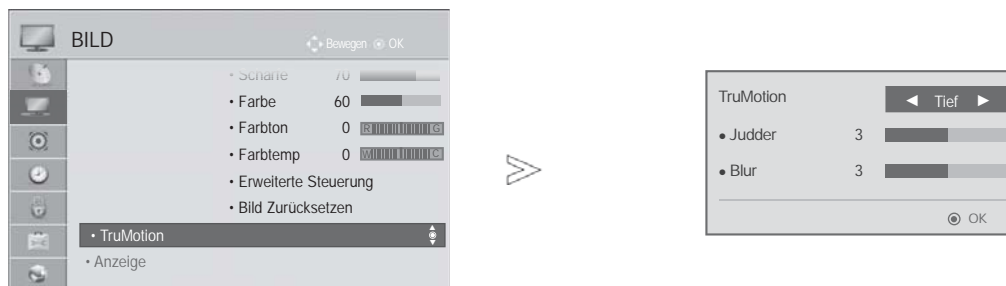 BILD
Bewegen OK
• Schärfe 70
• Farbe 60
• Farbton 0 R G
• Farbtemp 0 W C
• Erweiterte Steuerung
• Bild Zurücksetzen
• TruMotion
• Anzeige
TruMotion ◄ Tief ►
• Judder 3
• Blur 3
OK